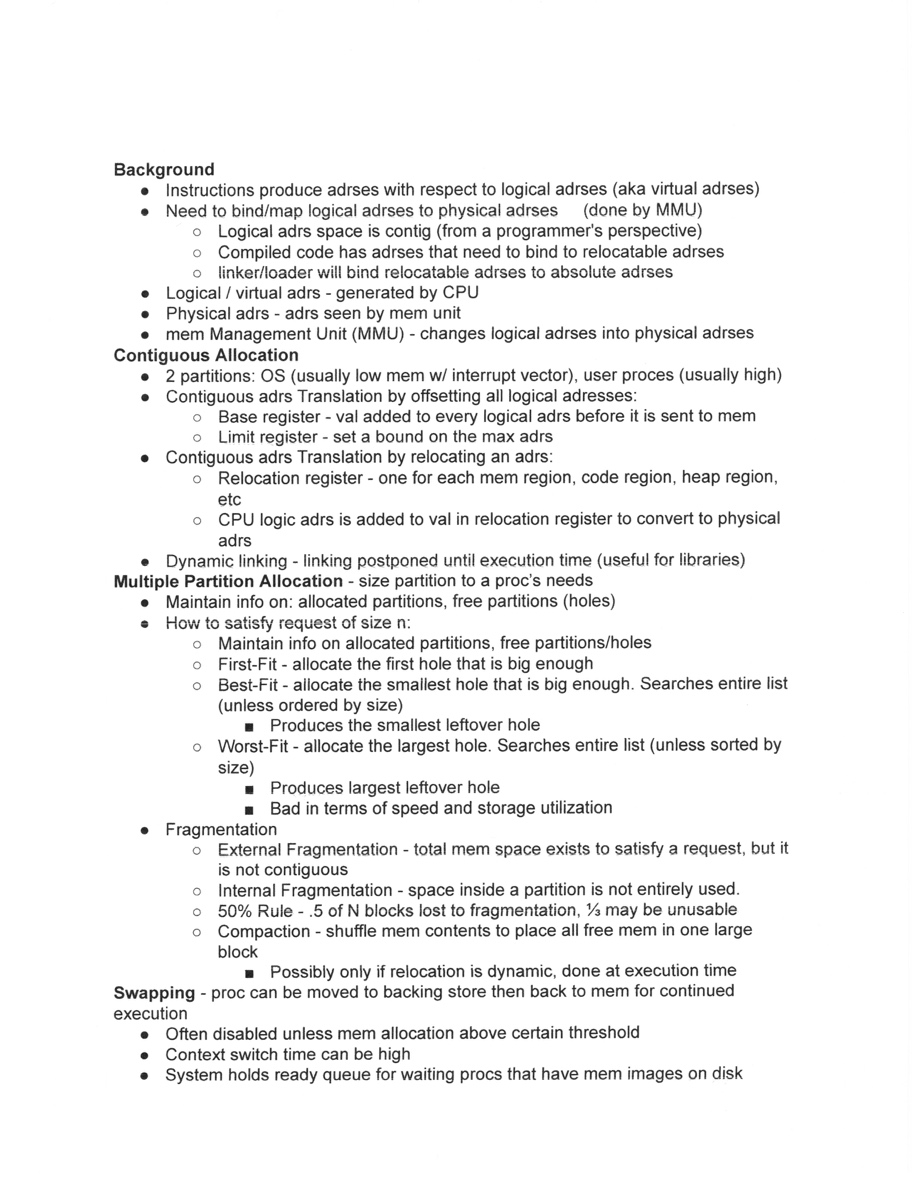 Background
● Instructions produce adrses with respect to logical adrses (aka virtual adrses)
● Need to bind/map logical adrses to physical adrses (done by MMU)
○ Logical adrs space is contig (from a programmer's perspective)
○ Compiled code has adrses that need to bind to relocatable adrses
○ linker/loader will bind relocatable adrses to absolute adrses
● Logical / virtual adrs - generated by CPU
● Physical adrs - adrs seen by mem unit
● mem Management Unit (MMU) - changes logical adrses into physical adrses
Contiguous Allocation
● 2 partitions: OS (usually low mem w/ interrupt vector), user proces (usually high)
● Contiguous adrs Translation by offsetting all logical adresses:
○ Base register - val added to every logical adrs before it is sent to mem
○ Limit register - set a bound on the max adrs
● Contiguous adrs Translation by relocating an adrs:
○ Relocation register - one for each mem region, code region, heap region,
etc
○ CPU logic adrs is added to val in relocation register to convert to physical
adrs
● Dynamic linking - linking postponed until execution time (useful for libraries)
Multiple Partition Allocation - size partition to a proc's needs
● Maintain info on: allocated partitions, free partitions (holes)
● How to satisfy request of size n:
○ Maintain info on allocated partitions, free partitions/holes
○ First-Fit - allocate the first hole that is big enough
○ Best-Fit - allocate the smallest hole that is big enough. Searches entire list
(unless ordered by size)
■ Produces the smallest leftover hole
○ Worst-Fit - allocate the largest hole. Searches entire list (unless sorted by
size)
■ Produces largest leftover hole
■ Bad in terms of speed and storage utilization
● Fragmentation
○ External Fragmentation - total mem space exists to satisfy a request, but it
is not contiguous
○ Internal Fragmentation - space inside a partition is not entirely used.
○ 50% Rule - .5 of N blocks lost to fragmentation, ⅓ may be unusable
○ Compaction - shuffle mem contents to place all free mem in one large
block
■ Possibly only if relocation is dynamic, done at execution time
Swapping - proc can be moved to backing store then back to mem for continued
execution
● Often disabled unless mem allocation above certain threshold
● Context switch time can be high
● System holds ready queue for waiting procs that have mem images on disk